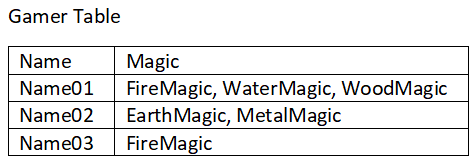 Gamer Table
Name Magic
Name01 FireMagic, WaterMagic, WoodMagic
Name02 EarthMagic, MetalMagic
Name03 FireMagic